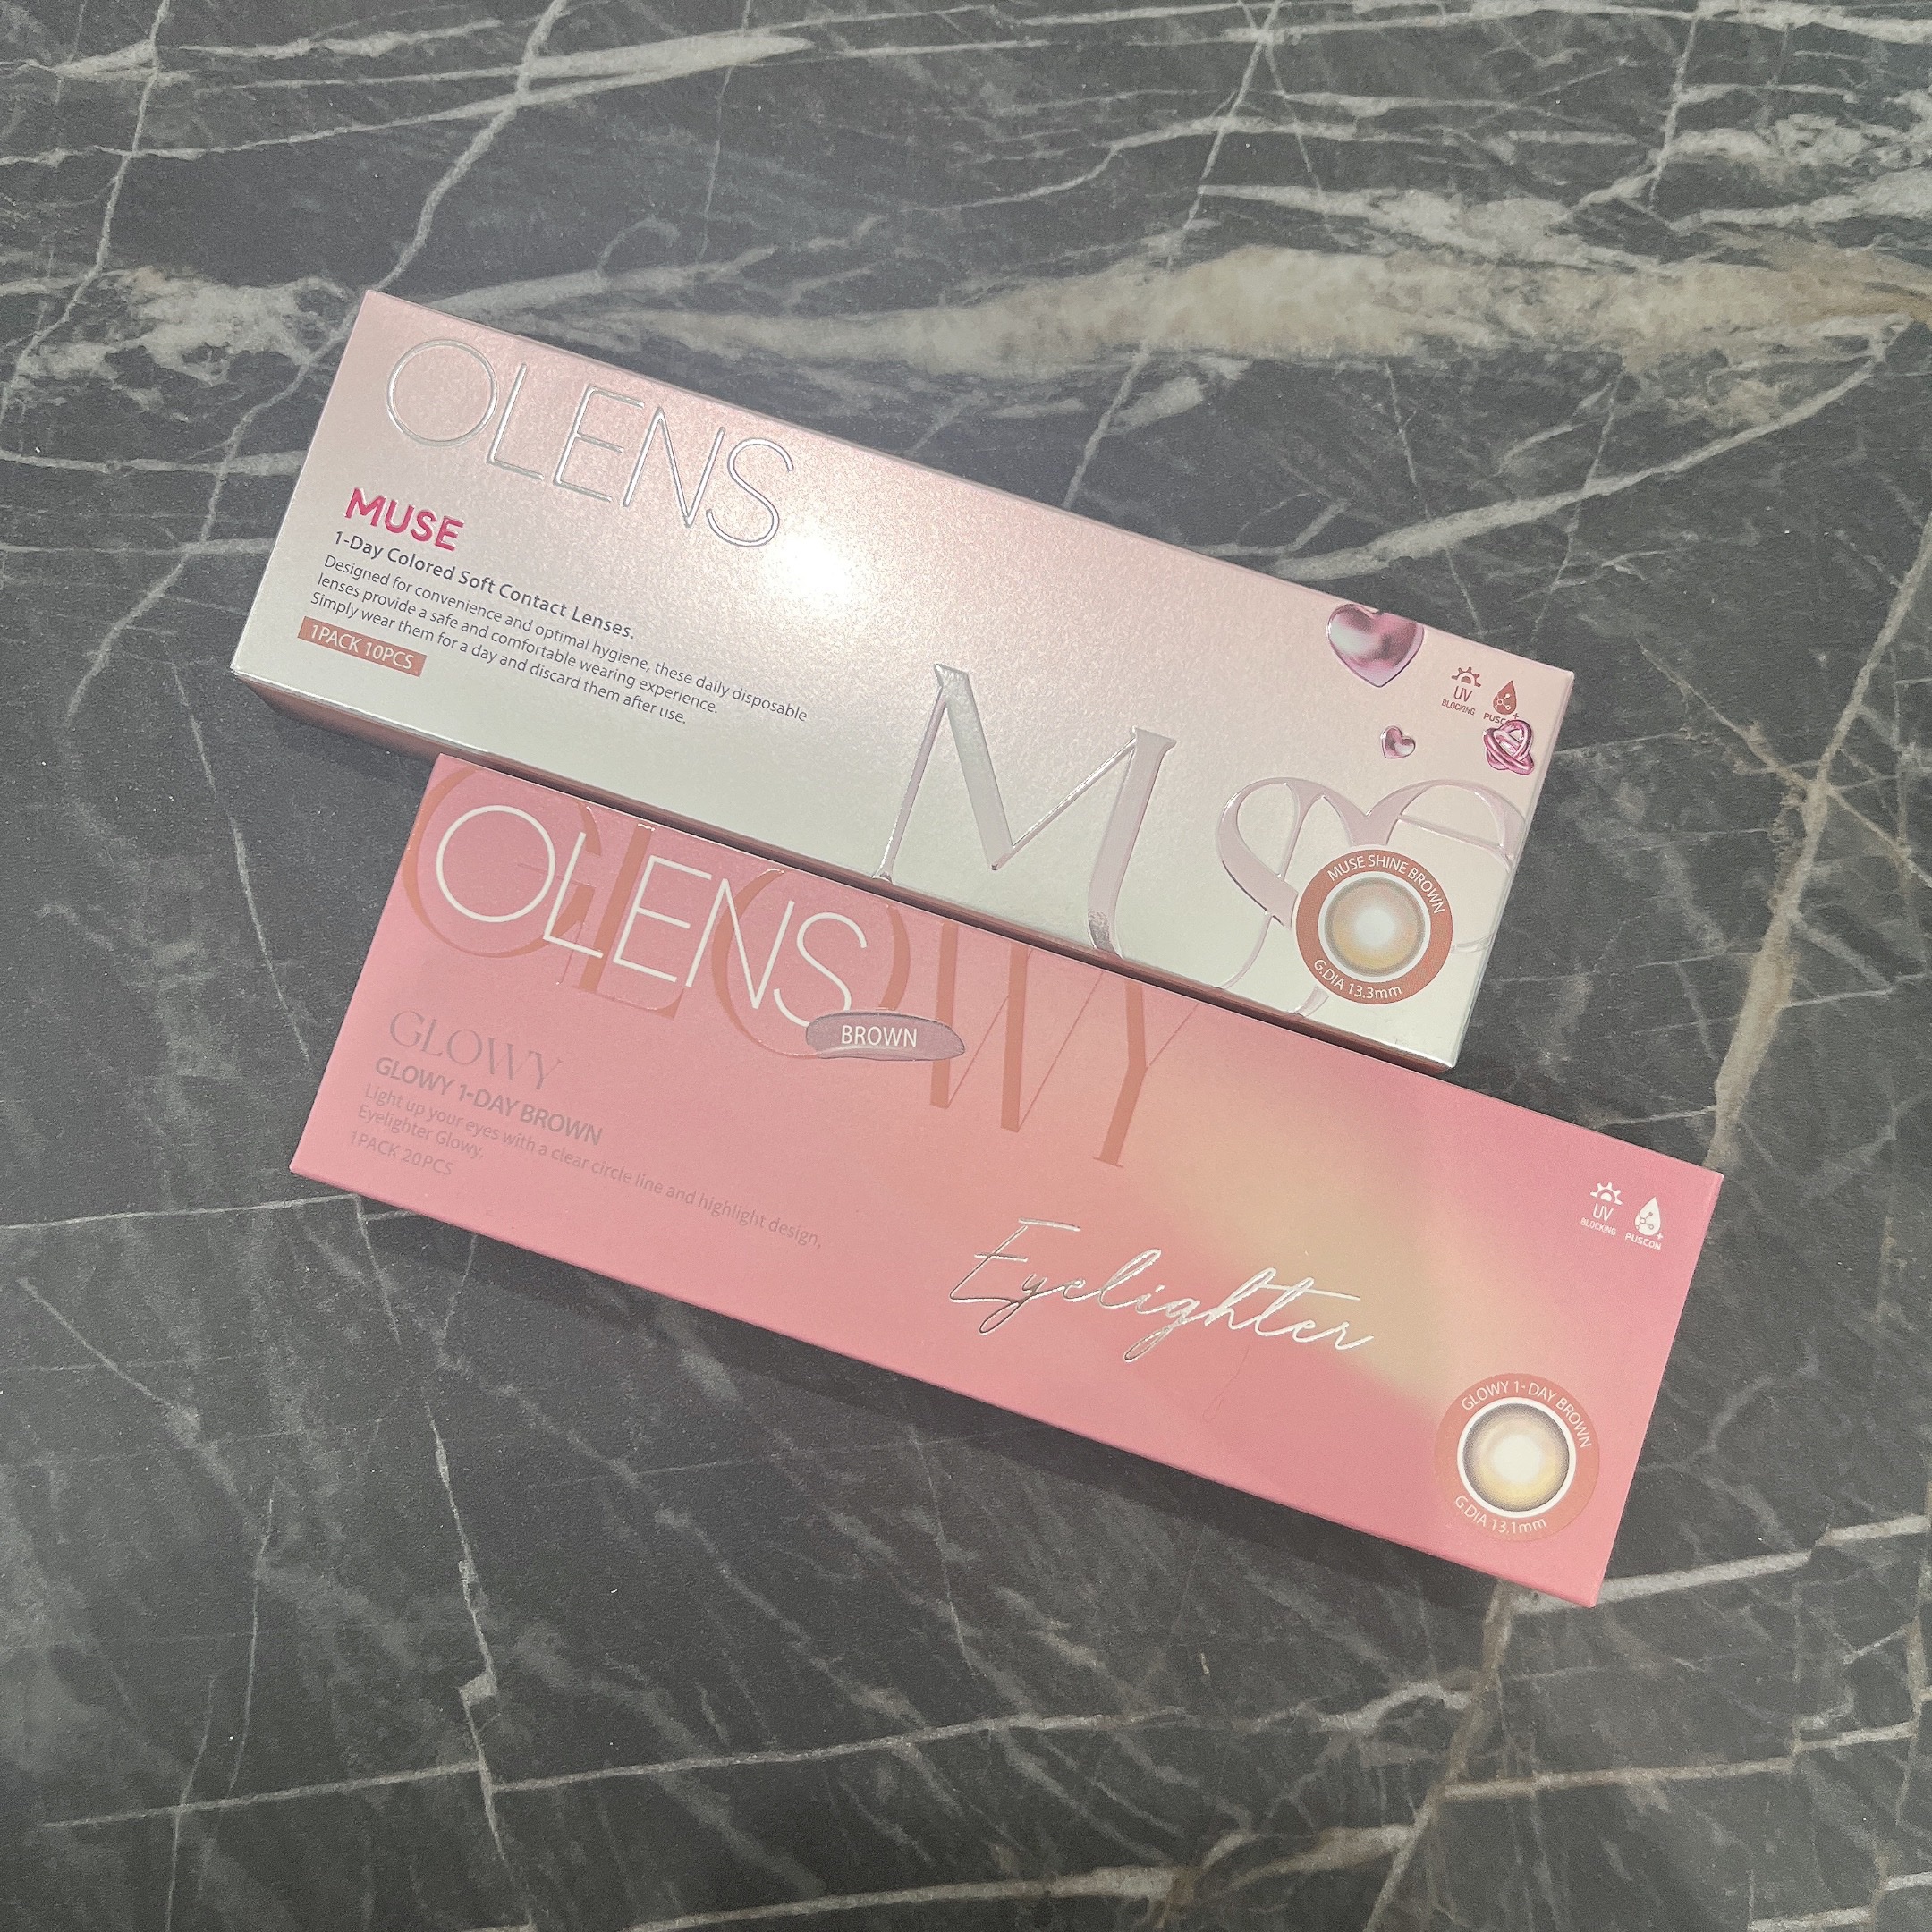 OLENS
MUSE
1-Day Colored Soft Contact Lenses.
Designed for convenience and optimal hygiene, these daily disposable
lenses provide a safe and comfortable wearing experience.
Simply wear them for a day and discard them after use.
1PACK 10PCS
Muse
UV
BLOCKING
MUSE SHINE BROWN
G.DIA 13.3mm
GLOWY
OLENS
BROWN
GLOWY
GLOWY 1-DAY BROWN
Light up your eyes with a clear circle line and highlight design,
Eyelighter Glowy,
1PACK 20PCS
Eyelighter
UV
BLOCKING
PUSCON
GLOWY 1-DAY BROWN
G.DIA 13.1mm